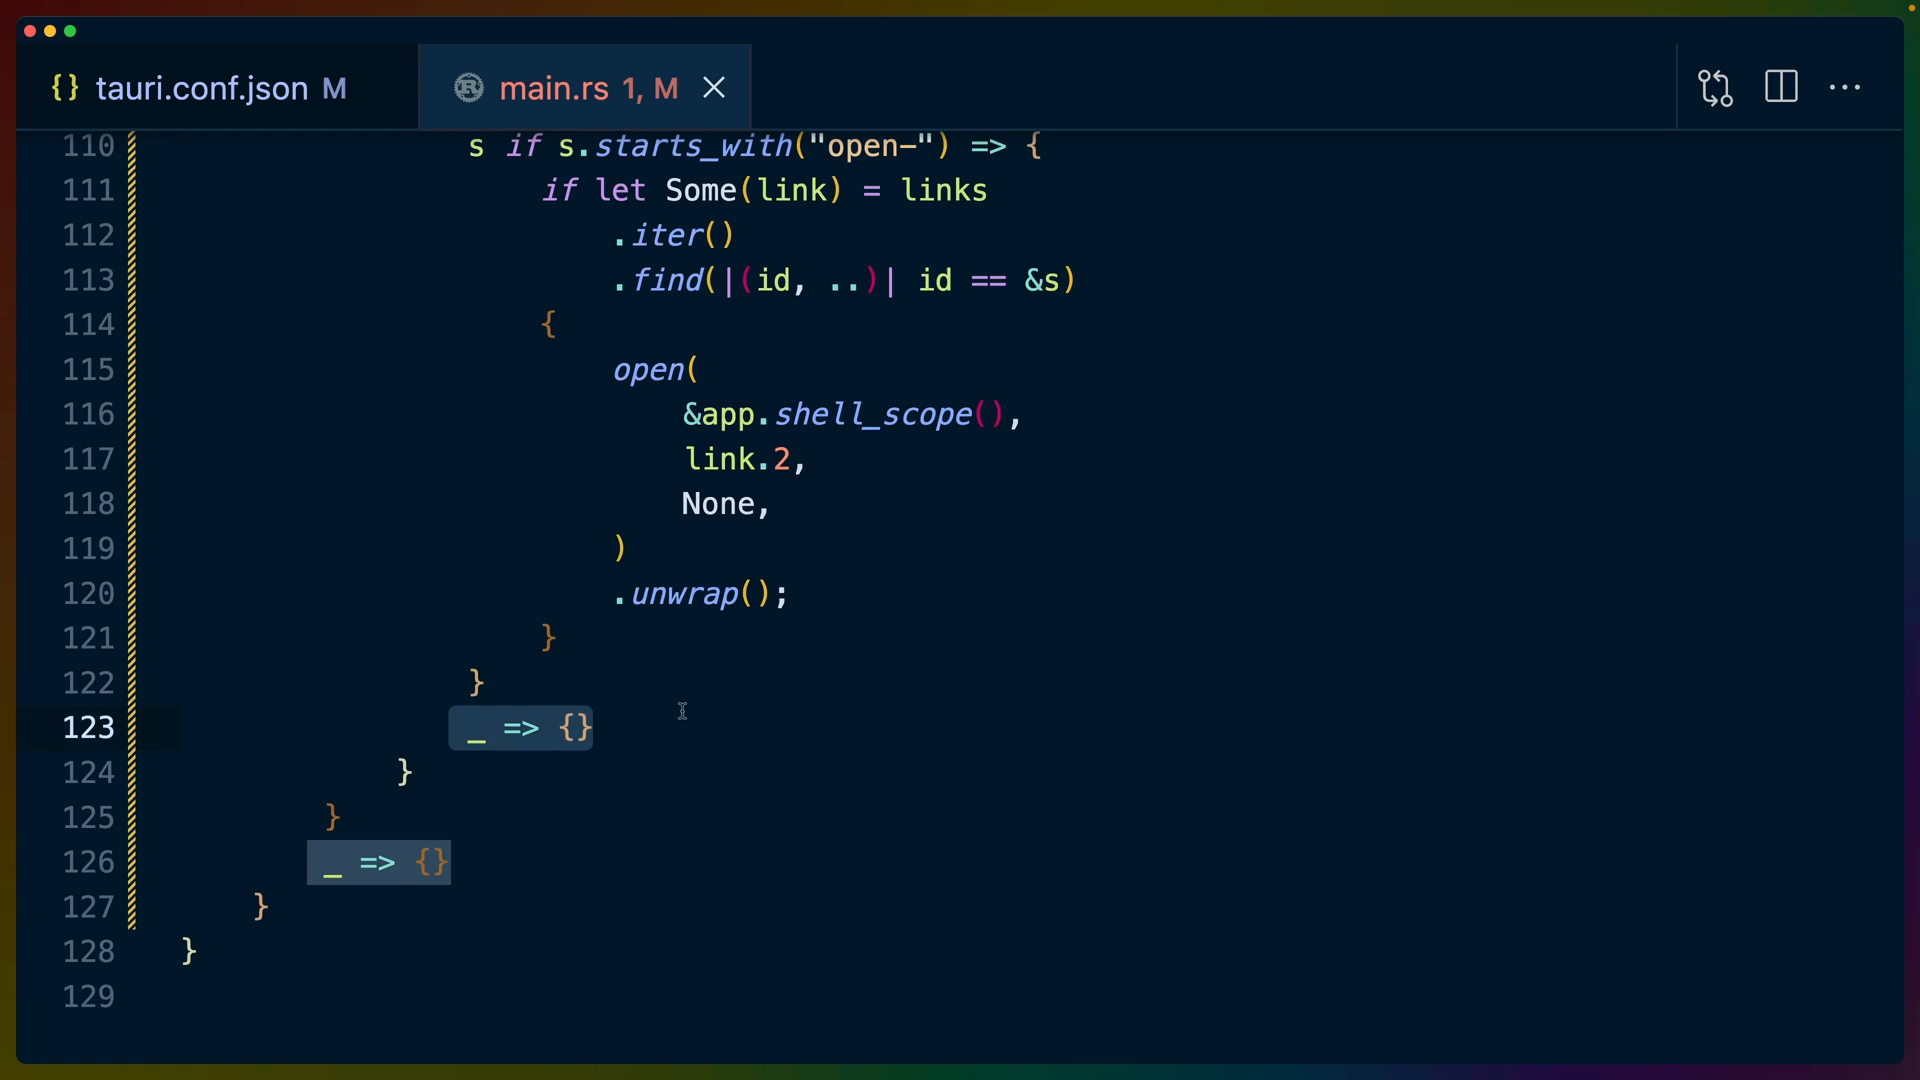 {} tauri.conf.json M
main.rs 1, M
110 s if s.starts_with("open-") => {
111 if let Some(link) = links
112 .iter()
113 .find(|(id, ..)| id == &s)
114 {
115 open(
116 &app.shell_scope(),
117 link.2,
118 None,
119 )
120 .unwrap();
121 }
122 }
123 _ => {}
124 }
125 }
126 _ => {}
127 }
128 }
129